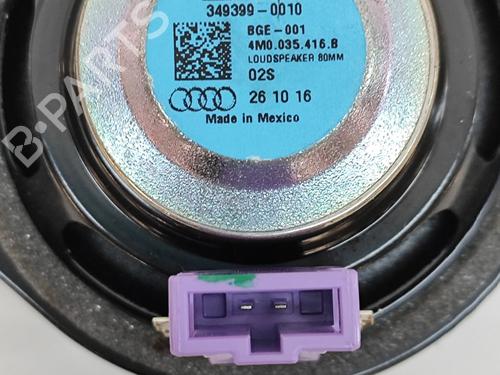 349399-0010
BGE-001
4M0.035.416.B
LOUDSPEAKER 80MM
02S
26 10 16
Made in Mexico
B-PARTS